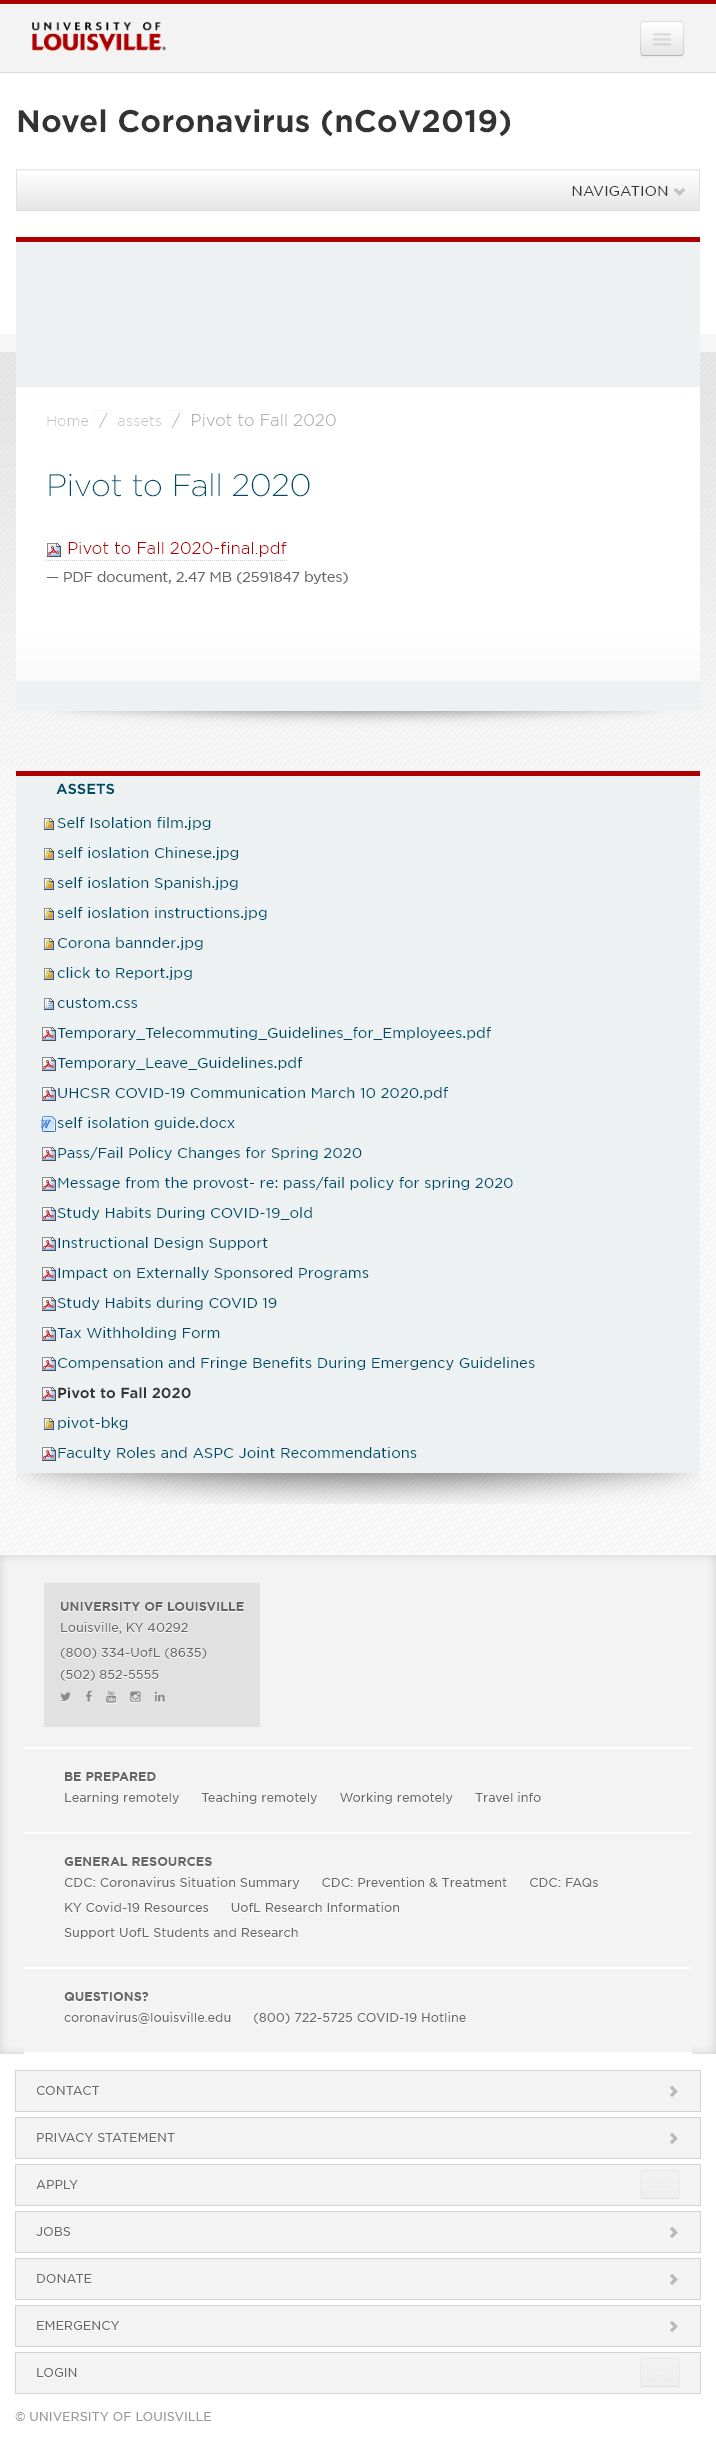 UNIVERSITY OF
LOUISVILLE.
Novel Coronavirus (nCoV2019)
NAVIGATION
Home / assets / Pivot to Fall 2020
Pivot to Fall 2020
Pivot to Fall 2020-final.pdf
— PDF document, 2.47 MB (2591847 bytes)
ASSETS
Self Isolation film.jpg
self ioslation Chinese.jpg
self ioslation Spanish.jpg
self ioslation instructions.jpg
Corona bannder.jpg
click to Report.jpg
custom.css
Temporary_Telecommuting_Guidelines_for_Employees.pdf
Temporary_Leave_Guidelines.pdf
UHCSR COVID-19 Communication March 10 2020.pdf
self isolation guide.docx
Pass/Fail Policy Changes for Spring 2020
Message from the provost- re: pass/fail policy for spring 2020
Study Habits During COVID-19_old
Instructional Design Support
Impact on Externally Sponsored Programs
Study Habits during COVID 19
Tax Withholding Form
Compensation and Fringe Benefits During Emergency Guidelines
Pivot to Fall 2020
pivot-bkg
Faculty Roles and ASPC Joint Recommendations
UNIVERSITY OF LOUISVILLE
Louisville, KY 40292
(800) 334-UofL (8635)
(502) 852-5555
BE PREPARED
Learning remotely Teaching remotely Working remotely Travel info
GENERAL RESOURCES
CDC: Coronavirus Situation Summary CDC: Prevention & Treatment CDC: FAQs
KY Covid-19 Resources UofL Research Information
Support UofL Students and Research
QUESTIONS?
coronavirus@louisville.edu (800) 722-5725 COVID-19 Hotline
CONTACT
PRIVACY STATEMENT
APPLY
JOBS
DONATE
EMERGENCY
LOGIN
© UNIVERSITY OF LOUISVILLE